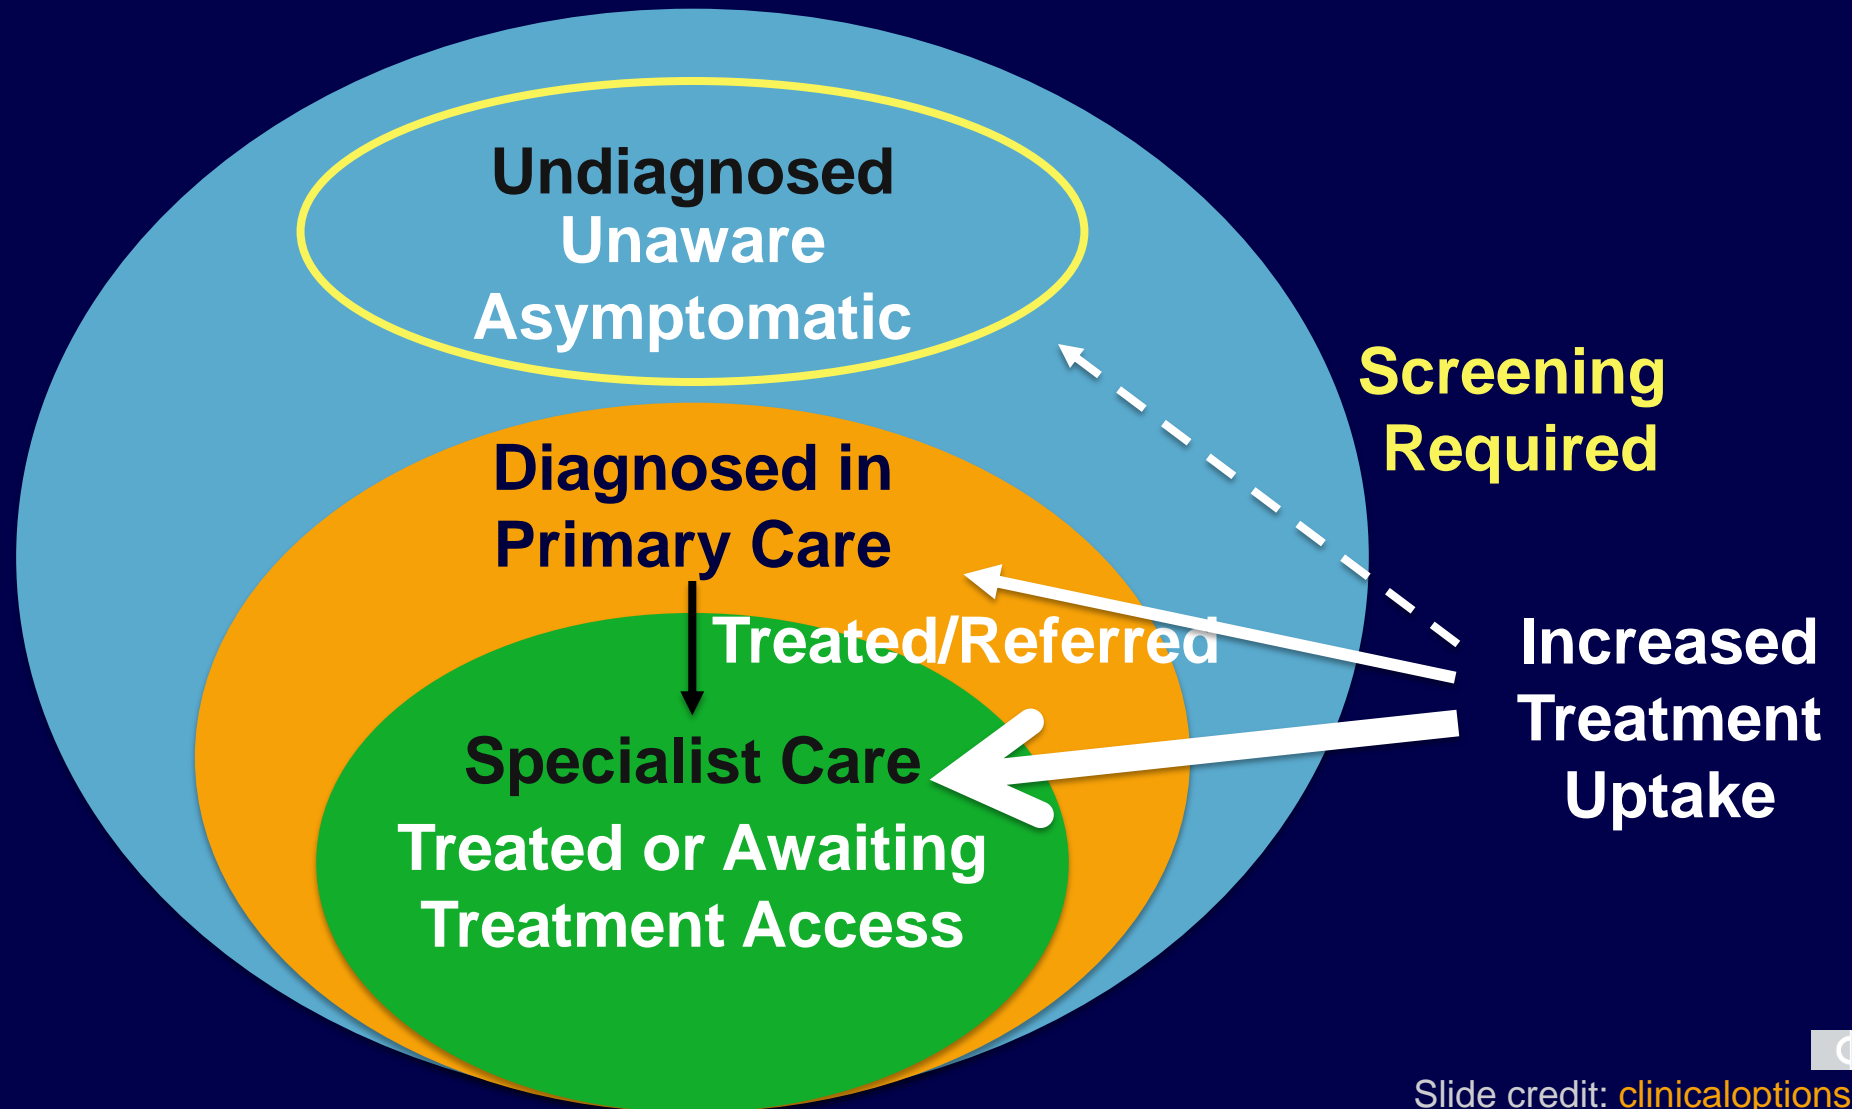 Undiagnosed
Unaware
Asymptomatic
Screening
Required
Diagnosed in
Primary Care
Treated/Referred
Increased
Treatment
Uptake
Specialist Care
Treated or Awaiting
Treatment Access
Slide credit: clinicaloptions